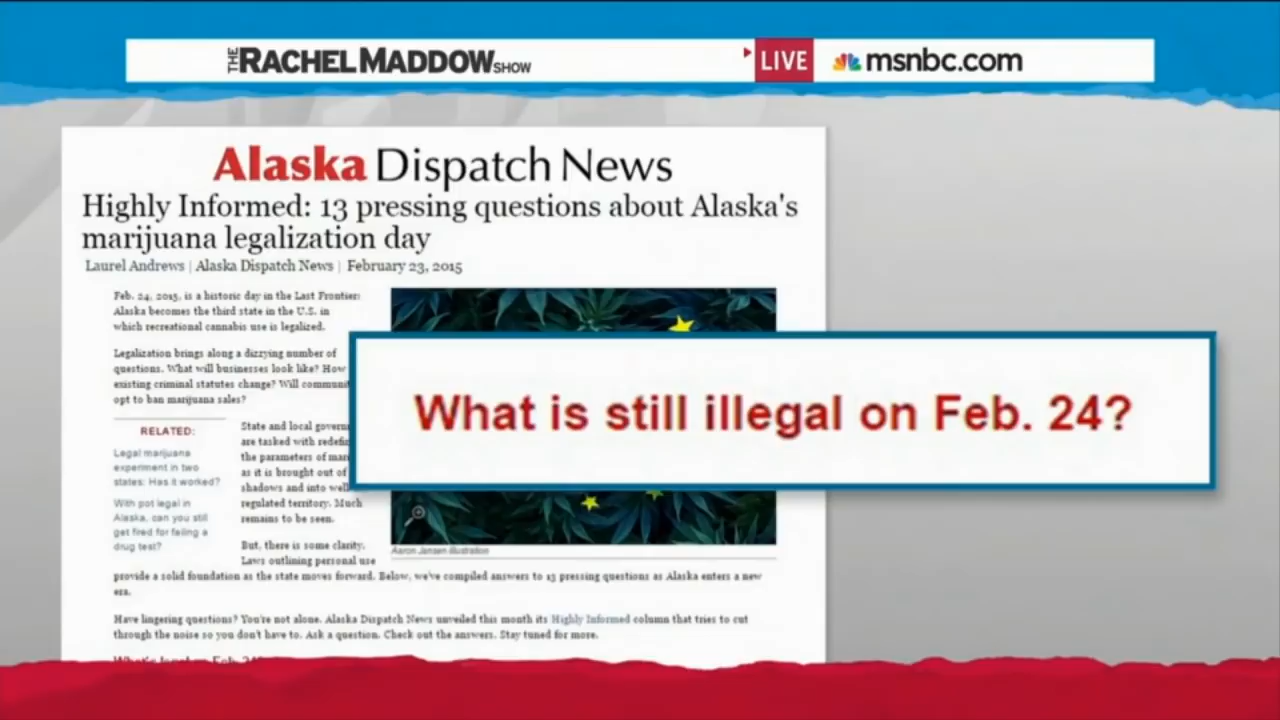 THE RACHEL MADDOW SHOW
LIVE
msnbc.com
Alaska Dispatch News
Highly Informed: 13 pressing questions about Alaska's
marijuana legalization day
Laurel Andrews | Alaska Dispatch News | February 23, 2015
Feb. 24, 2015, is a historic day in the Last Frontier:
Alaska becomes the third state in the U.S. in
which recreational cannabis use is legalized.
Legalization brings along a dizzying number of
questions. What will businesses look like? How
existing criminal statutes change? Will communit
opt to ban marijuana sales?
What is still illegal on Feb. 24?
RELATED:
Legal marijuana
experiment in two
states: Has it worked?
With pot legal in
Alaska, can you still
get fired for failing a
drug test?
State and local governm
are tasked with redefin
the parameters of mari
as it is brought out of
shadows and into well
regulated territory. Much
remains to be seen.
But, there is some clarity.
Laws outlining personal use
provide a solid foundation as the state moves forward. Below, we've compiled answers to 13 pressing questions as Alaska enters a new
era.
Aaron Jansen illustration
Have lingering questions? You're not alone. Alaska Dispatch News unveiled this month its Highly Informed column that tries to cut
through the noise so you don't have to. Ask a question. Check out the answers. Stay tuned for more.